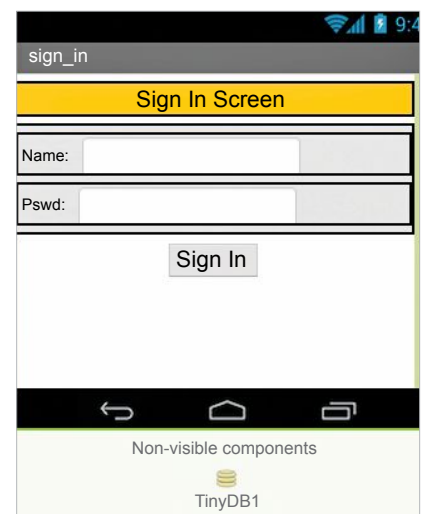 9:4
sign_in
Sign In Screen
Name:
Pswd:
Sign In
Non-visible components
TinyDB1